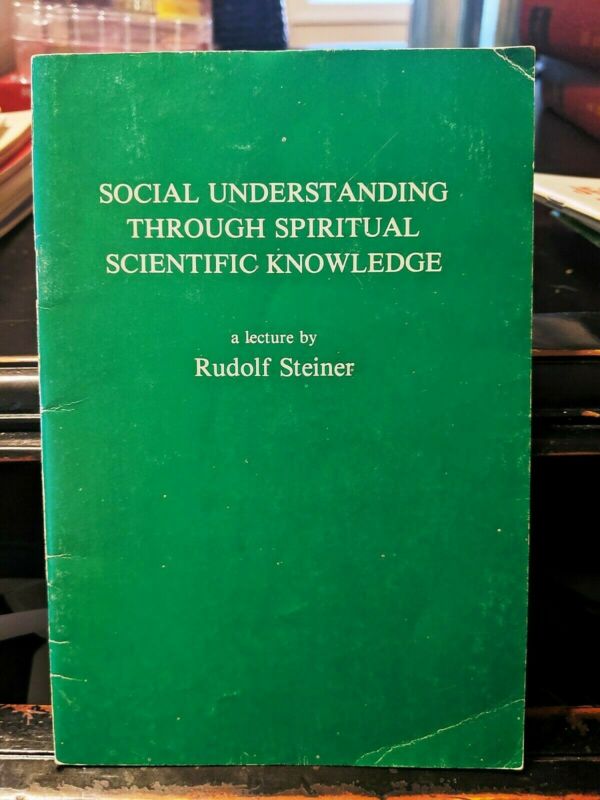 SOCIAL UNDERSTANDING
THROUGH SPIRITUAL
SCIENTIFIC KNOWLEDGE
a lecture by
Rudolf Steiner